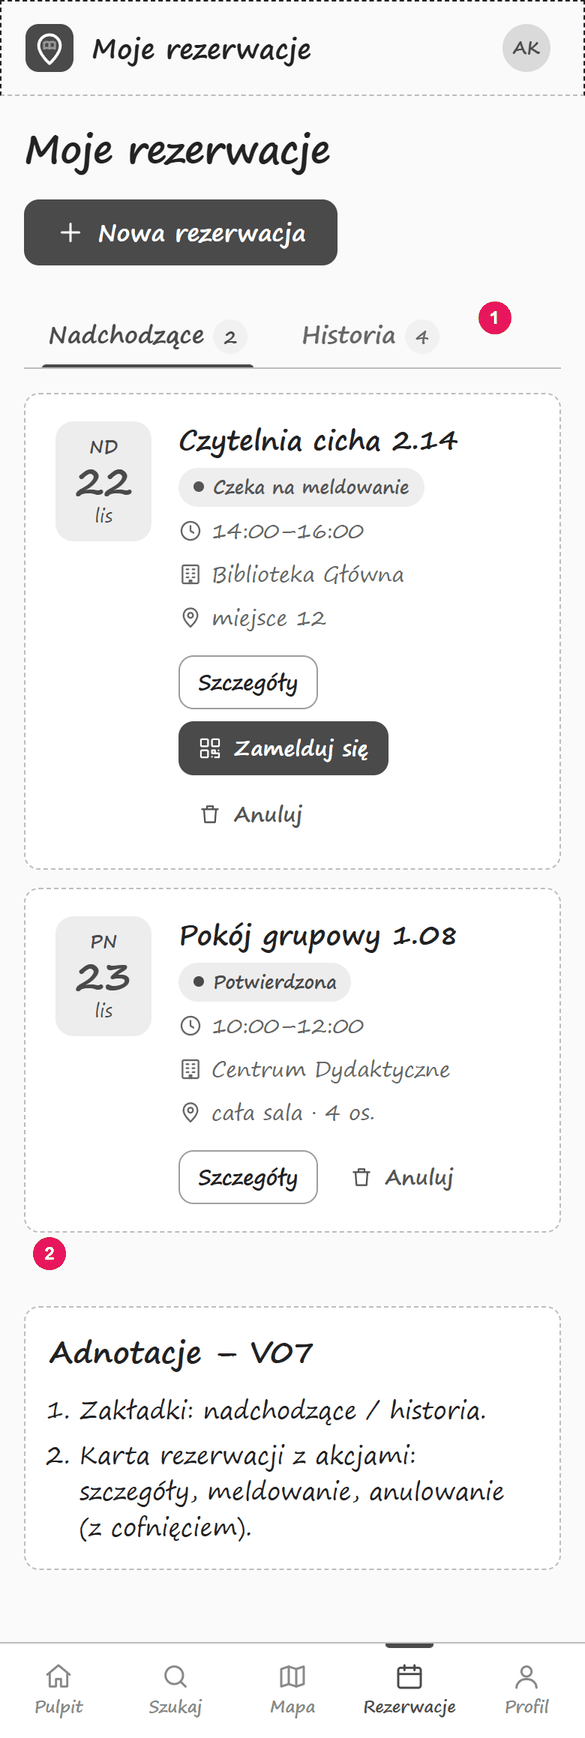 Moje rezerwacje
AK
Moje rezerwacje
Nowa rezerwacja
Nadchodzące 2
Historia 4
1
ND
22
lis
Czytelnia cicha 2.14
Czeka na meldowanie
14:00–16:00
Biblioteka Główna
miejsce 12
Szczegóły
Zamelduj się
Anuluj
PN
23
lis
Pokój grupowy 1.08
Potwierdzona
10:00–12:00
Centrum Dydaktyczne
cała sala · 4 os.
Szczegóły
Anuluj
2
Adnotacje – V07
1. Zakładki: nadchodzące / historia.
2. Karta rezerwacji z akcjami:
szczegóły, meldowanie, anulowanie
(z cofnięciem).
Pulpit
Szukaj
Mapa
Rezerwacje
Profil